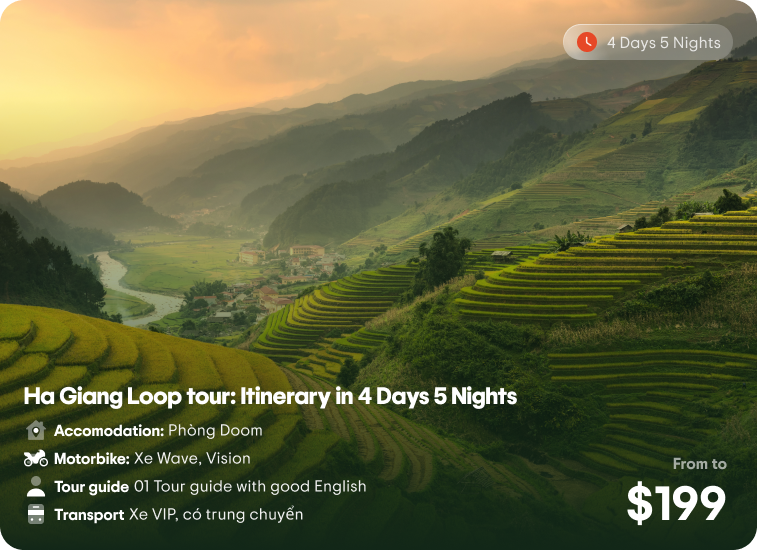 4 Days 5 Nights
Ha Giang Loop tour: Itinerary in 4 Days 5 Nights
Accomodation: Phòng Doom
Motorbike: Xe Wave, Vision
Tour guide 01 Tour guide with good English
Transport Xe VIP, có trung chuyển
From to
$199